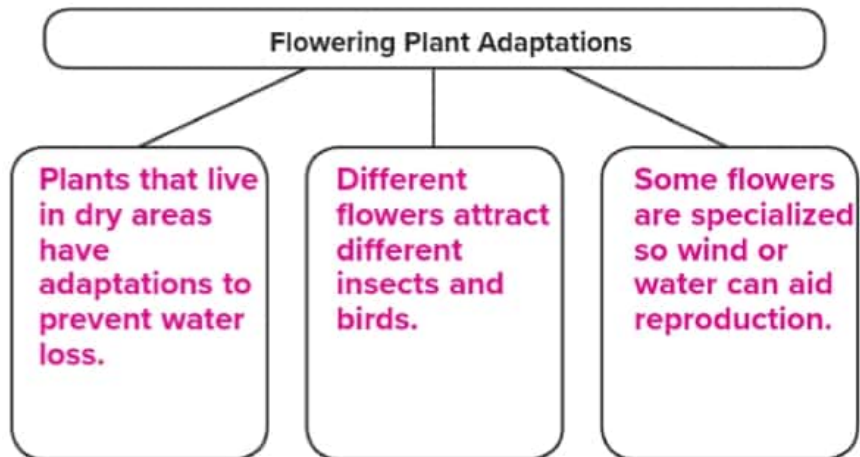 Flowering Plant Adaptations
Plants that live
in dry areas
have
adaptations to
prevent water
loss.
Different
flowers attract
different
insects and
birds.
Some flowers
are specialized
so wind or
water can aid
reproduction.